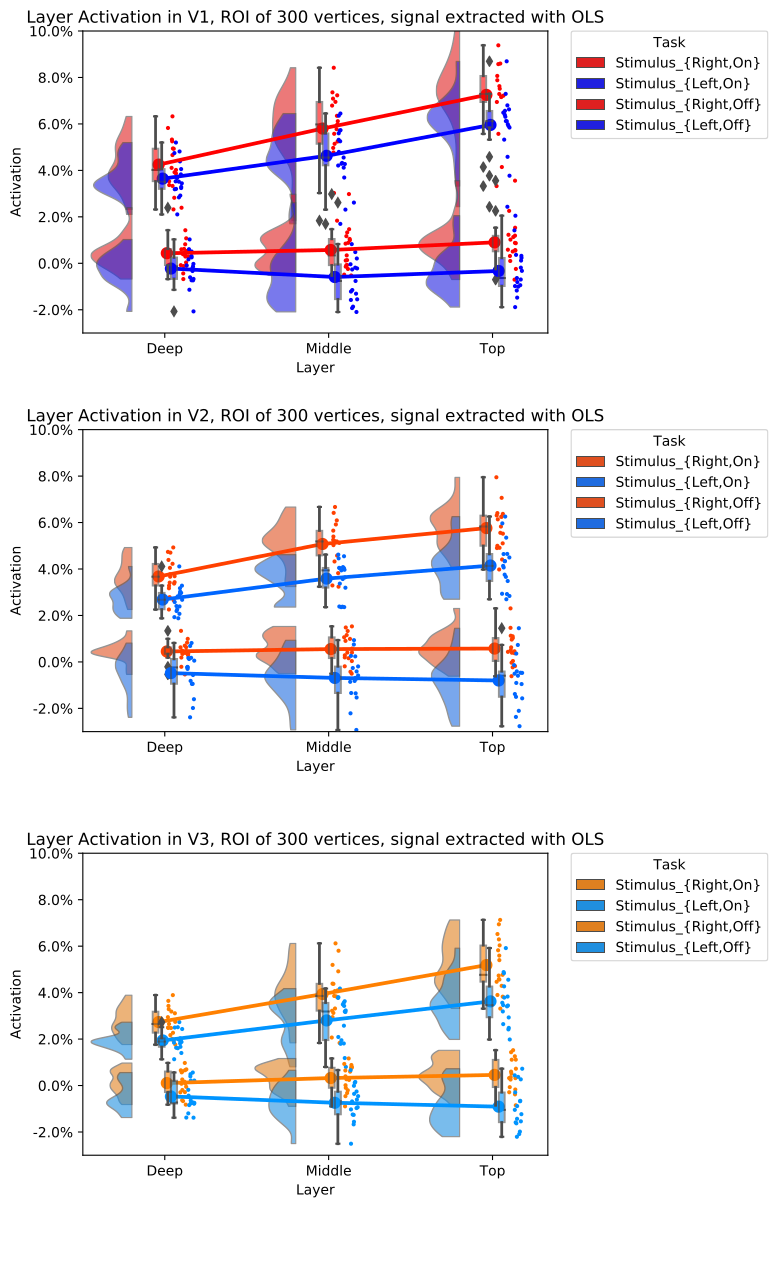 Layer Activation in V1, ROI of 300 vertices, signal extracted with OLS
10.0%
8.0%
6.0%
4.0%
2.0%
0.0%
-2.0%
Activation
Deep
Middle
Top
Layer
Task
Stimulus_{Right,On}
Stimulus_{Left,On}
Stimulus_{Right,Off}
Stimulus_{Left,Off}
Layer Activation in V2, ROI of 300 vertices, signal extracted with OLS
10.0%
8.0%
6.0%
4.0%
2.0%
0.0%
-2.0%
Activation
Deep
Middle
Top
Layer
Task
Stimulus_{Right,On}
Stimulus_{Left,On}
Stimulus_{Right,Off}
Stimulus_{Left,Off}
Layer Activation in V3, ROI of 300 vertices, signal extracted with OLS
10.0%
8.0%
6.0%
4.0%
2.0%
0.0%
-2.0%
Activation
Deep
Middle
Top
Layer
Task
Stimulus_{Right,On}
Stimulus_{Left,On}
Stimulus_{Right,Off}
Stimulus_{Left,Off}